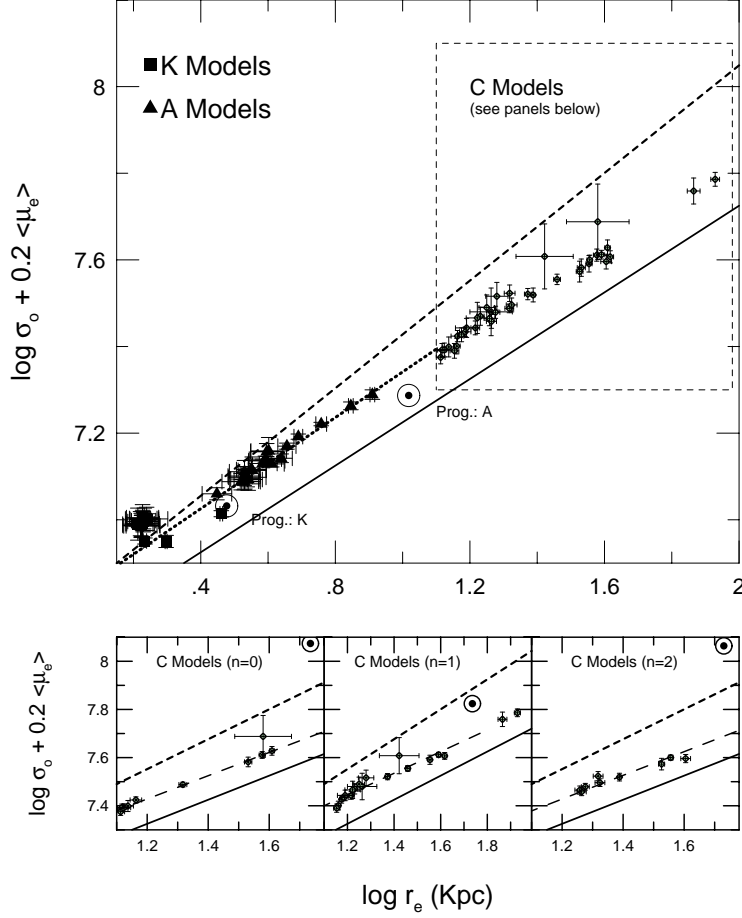 K Models
A Models
C Models
(see panels below)
Prog.: A
Prog.: K
log σo + 0.2 <μe>
8
7.6
7.2
.4
.8
1.2
1.6
2
C Models (n=0)
C Models (n=1)
C Models (n=2)
log σo + 0.2 <μe>
8
7.8
7.6
7.4
1.2
1.4
1.6
1.2
1.4
1.6
1.8
1.2
1.4
1.6
log re (Kpc)